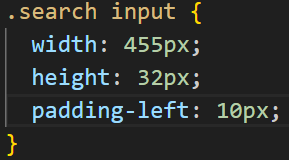 .search input {
  width: 455px;
  height: 32px;
  padding-left: 10px;
}